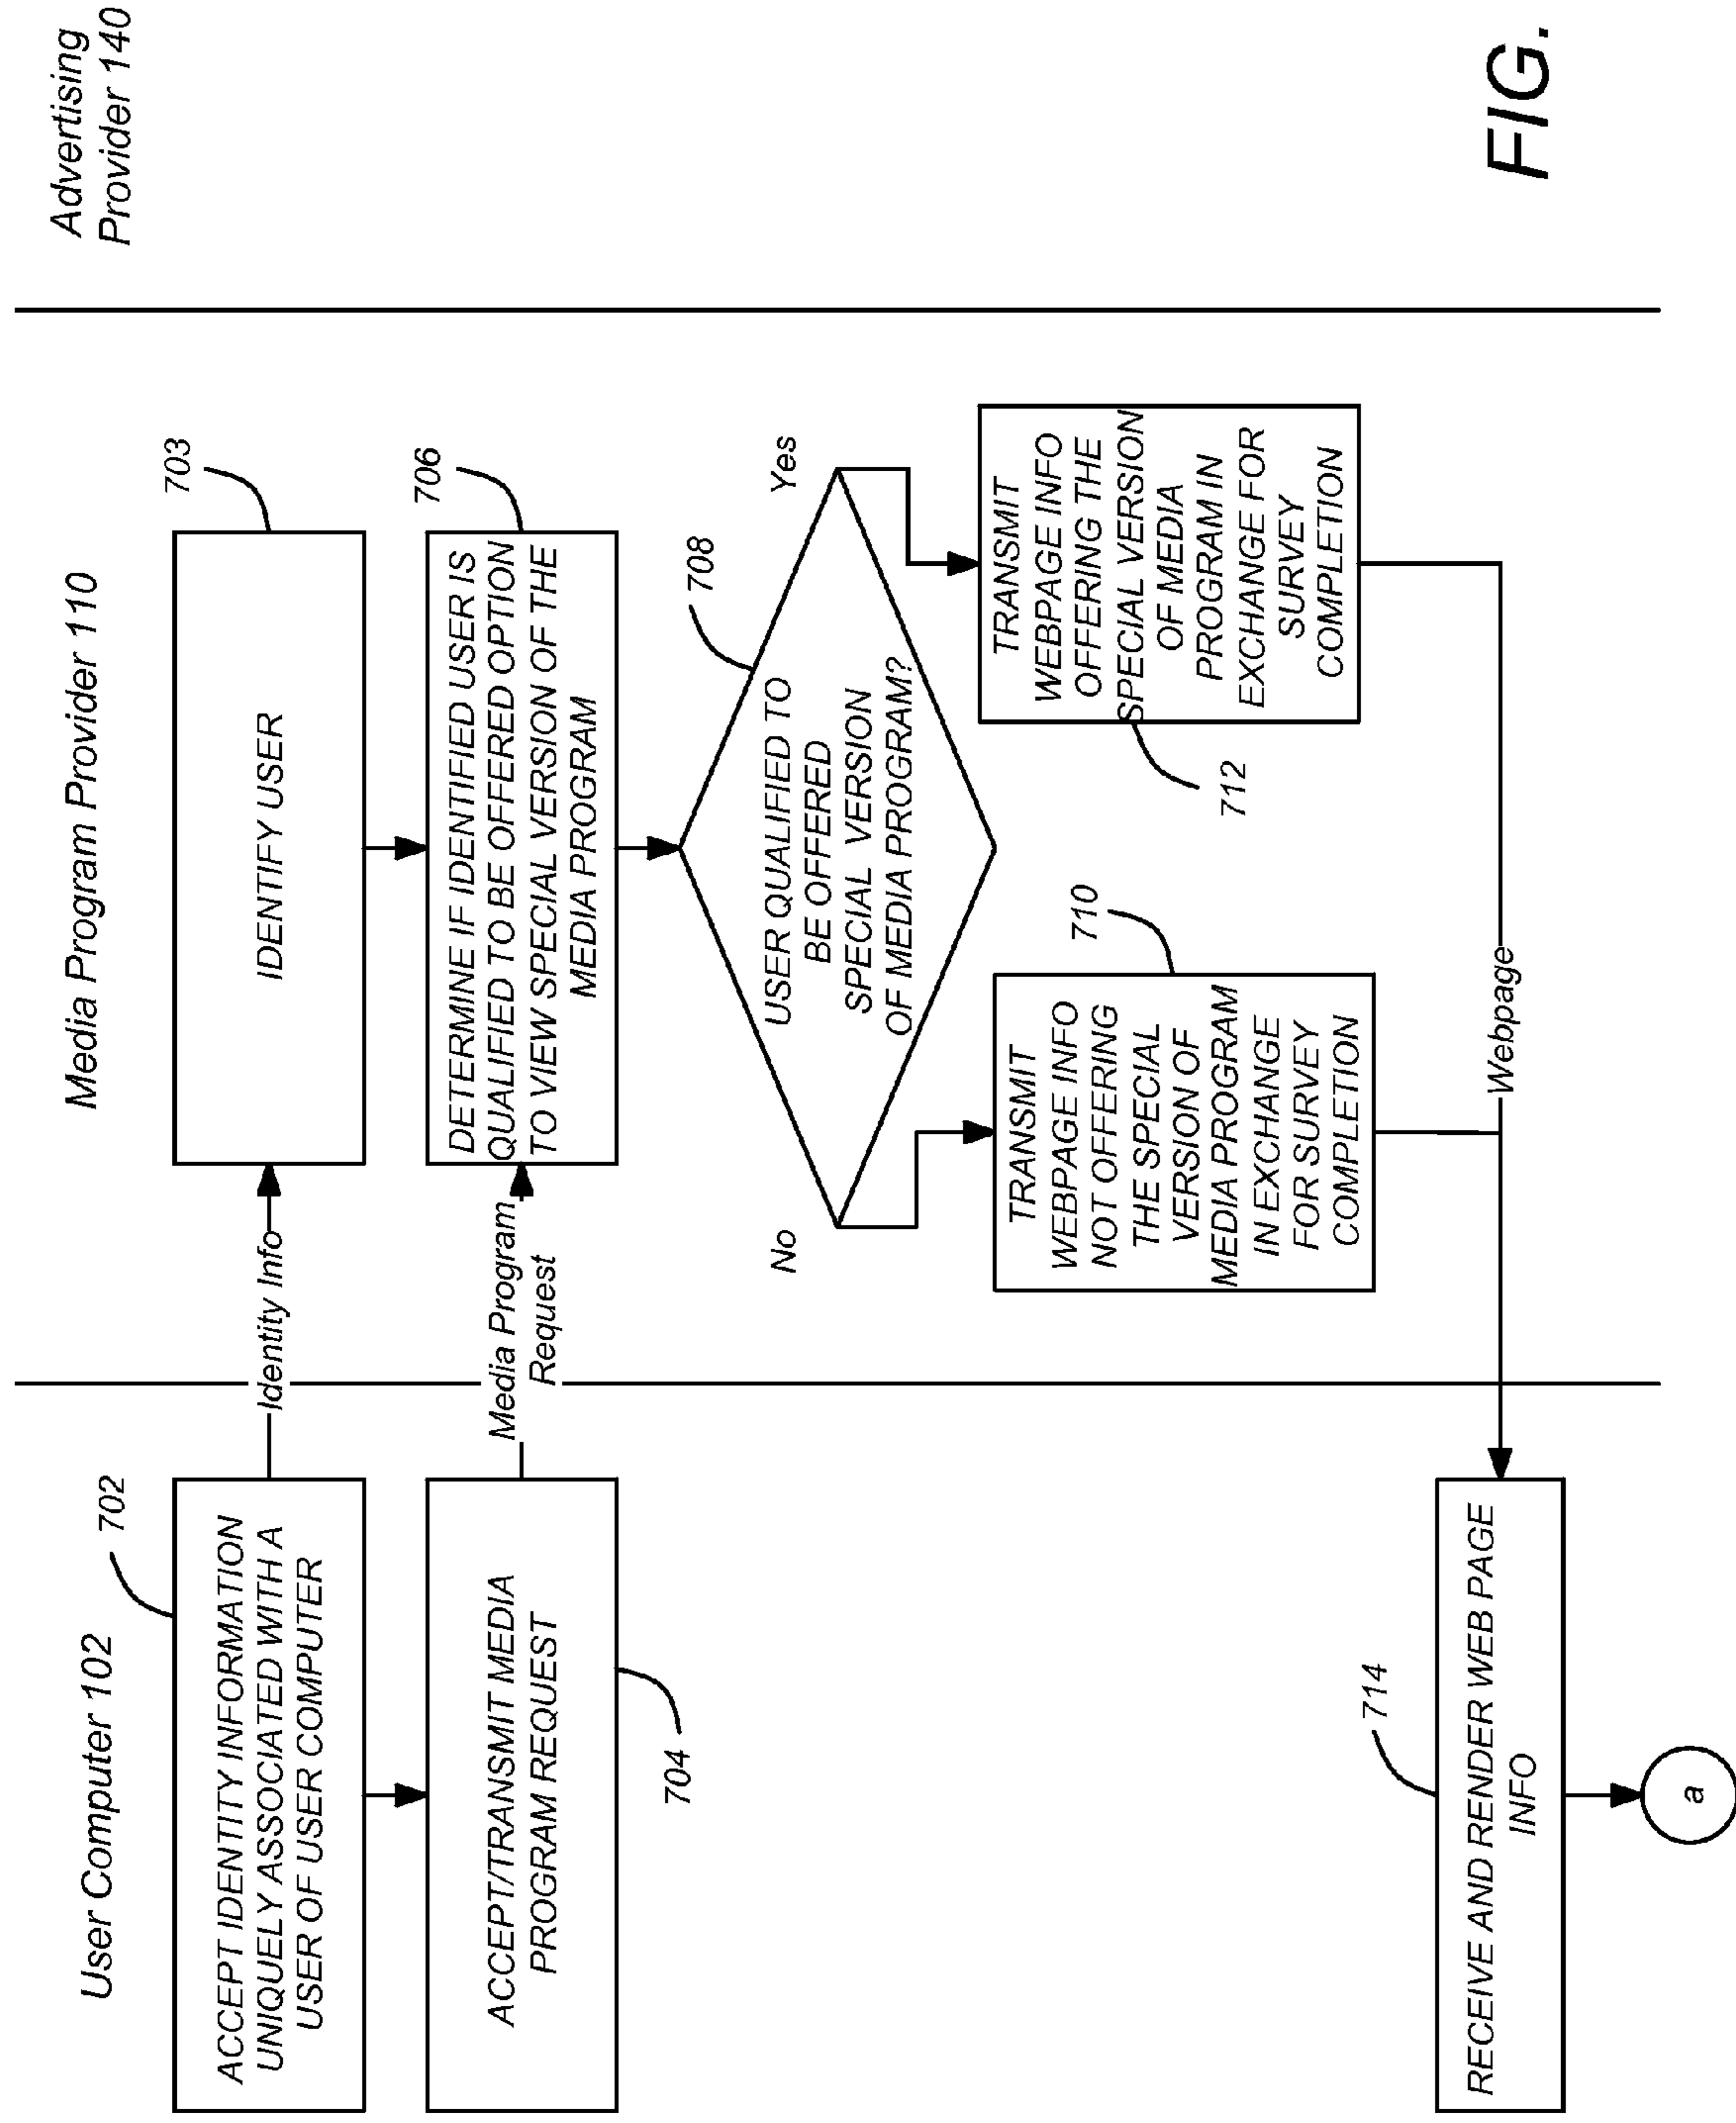 User Computer 102
Media Program Provider 110
Advertising
Provider 140
702
ACCEPT IDENTITY INFORMATION
UNIQUELY ASSOCIATED WITH A
USER OF USER COMPUTER
Identity Info
703
IDENTIFY USER
ACCEPT/TRANSMIT MEDIA
PROGRAM REQUEST
704
Media Program
Request
706
DETERMINE IF IDENTIFIED USER IS
QUALIFIED TO BE OFFERED OPTION
TO VIEW SPECIAL VERSION OF THE
MEDIA PROGRAM
708
No
USER QUALIFIED TO
BE OFFERED
SPECIAL VERSION
OF MEDIA PROGRAM?
Yes
710
TRANSMIT
WEBPAGE INFO
NOT OFFERING
THE SPECIAL
VERSION OF
MEDIA PROGRAM
IN EXCHANGE
FOR SURVEY
COMPLETION
712
TRANSMIT
WEBPAGE INFO
OFFERING THE
SPECIAL VERSION
OF MEDIA
PROGRAM IN
EXCHANGE FOR
SURVEY
COMPLETION
714
RECEIVE AND RENDER WEB PAGE
INFO
Webpage
a
FIG.